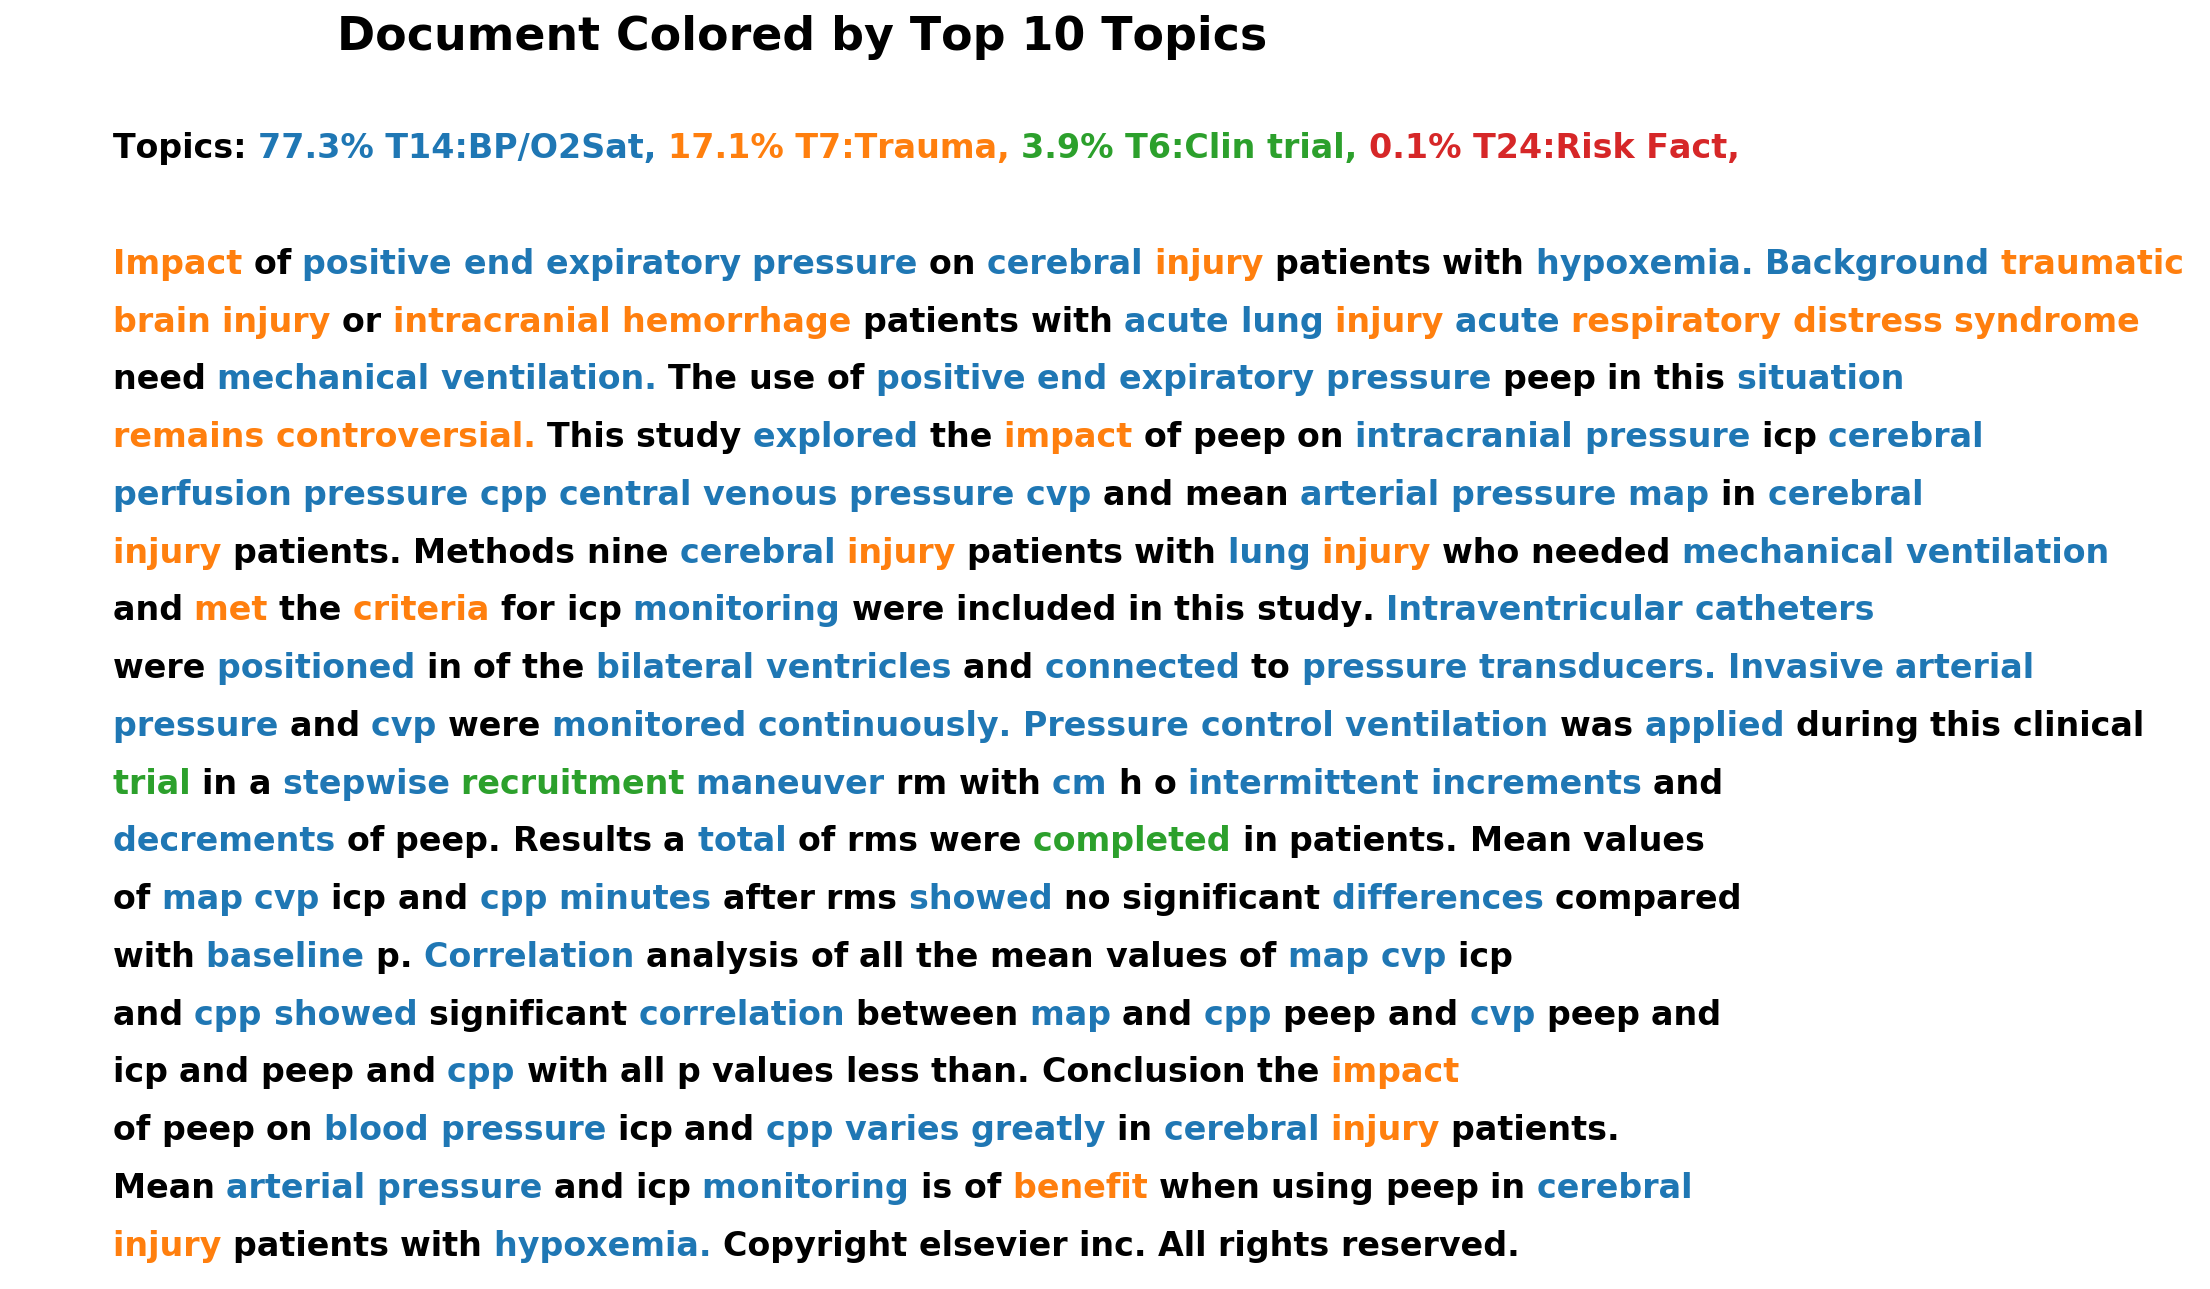 Document Colored by Top 10 Topics
Topics: 77.3% T14:BP/O2Sat, 17.1% T7:Trauma, 3.9% T6:Clin trial, 0.1% T24:Risk Fact,
Impact of positive end expiratory pressure on cerebral injury patients with hypoxemia. Background traumatic
brain injury or intracranial hemorrhage patients with acute lung injury acute respiratory distress syndrome
need mechanical ventilation. The use of positive end expiratory pressure peep in this situation
remains controversial. This study explored the impact of peep on intracranial pressure icp cerebral
perfusion pressure cpp central venous pressure cvp and mean arterial pressure map in cerebral
injury patients. Methods nine cerebral injury patients with lung injury who needed mechanical ventilation
and met the criteria for icp monitoring were included in this study. Intraventricular catheters
were positioned in of the bilateral ventricles and connected to pressure transducers. Invasive arterial
pressure and cvp were monitored continuously. Pressure control ventilation was applied during this clinical
trial in a stepwise recruitment maneuver rm with cm h o intermittent increments and
decrements of peep. Results a total of rms were completed in patients. Mean values
of map cvp icp and cpp minutes after rms showed no significant differences compared
with baseline p. Correlation analysis of all the mean values of map cvp icp
and cpp showed significant correlation between map and cpp peep and cvp peep and
icp and peep and cpp with all p values less than. Conclusion the impact
of peep on blood pressure icp and cpp varies greatly in cerebral injury patients.
Mean arterial pressure and icp monitoring is of benefit when using peep in cerebral
injury patients with hypoxemia. Copyright elsevier inc. All rights reserved.